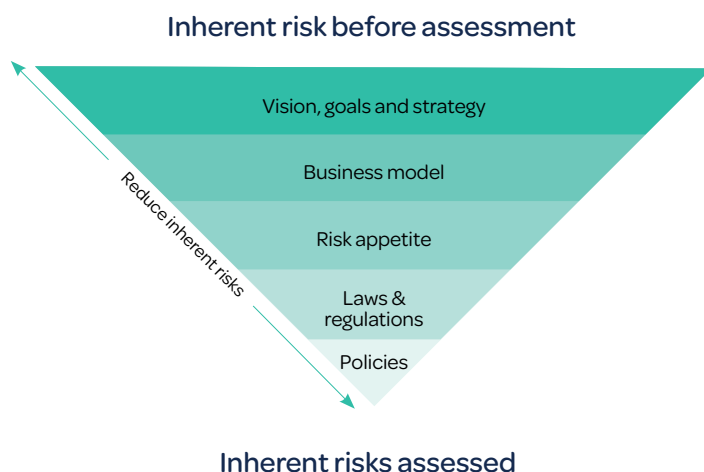 Inherent risk before assessment
Vision, goals and strategy
Business model
Risk appetite
Reduce inherent risks
Laws &
regulations
Policies
Inherent risks assessed